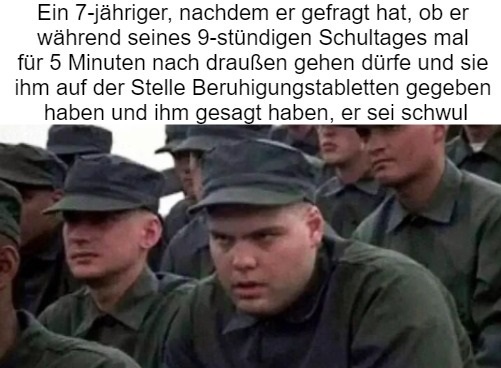 Ein 7-jähriger, nachdem er gefragt hat, ob er
während seines 9-stündigen Schultages mal
für 5 Minuten nach draußen gehen dürfe und sie
ihm auf der Stelle Beruhigungstabletten gegeben
haben und ihm gesagt haben, er sei schwul